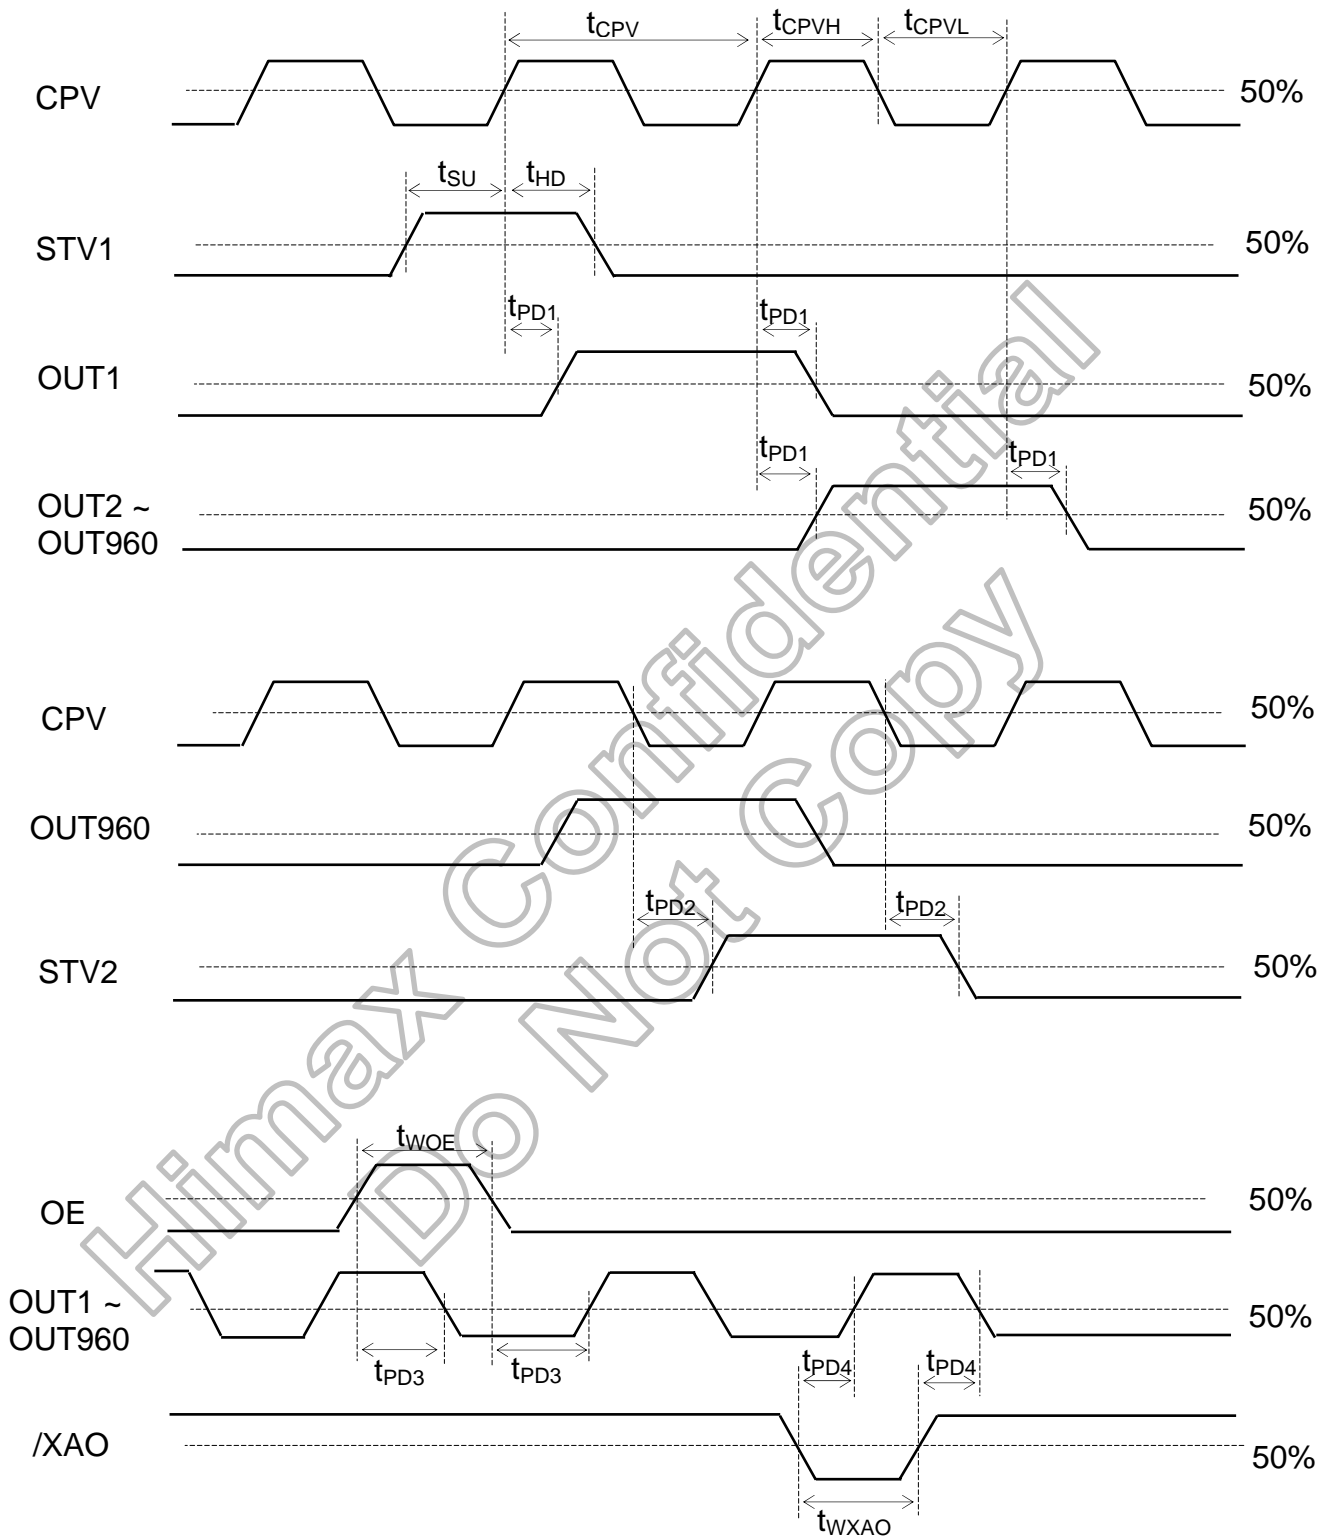 tCPV tCPVH tCPVL
CPV 50%
tSU tHD
STV1 50%
tPD1 tPD1
OUT1 50%
tPD1 tPD1
OUT2 ~
OUT960
50%
CPV 50%
OUT960 50%
tPD2 tPD2
STV2 50%
tWOE
OE 50%
OUT1 ~
OUT960
50%
tPD3 tPD3 tPD4 tPD4
/XAO 50%
tWXAO
Himax Confidential
Do Not Copy